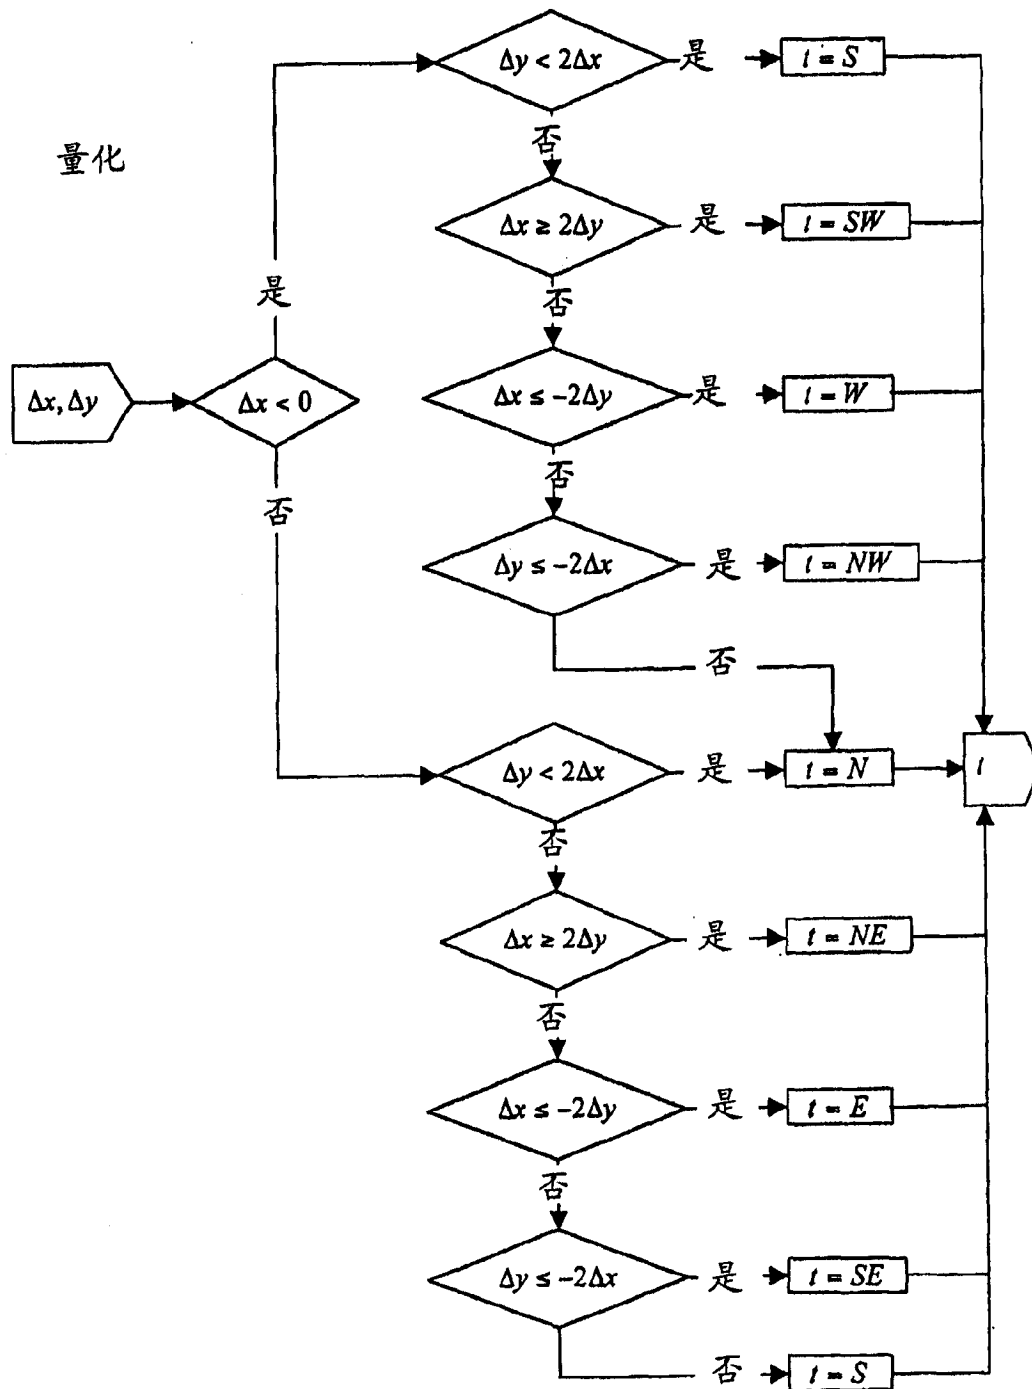 Δy < 2Δx 是 t = S
量化
否
Δx ≥ 2Δy 是 t = SW
是
否
Δx, Δy
Δx < 0
Δx ≤ -2Δy 是 t = W
否
否
Δy ≤ -2Δx 是 t = NW
否
Δy < 2Δx 是 t = N
t
否
Δx ≥ 2Δy 是 t = NE
否
Δx ≤ -2Δy 是 t = E
否
Δy ≤ -2Δx 是 t = SE
否 t = S